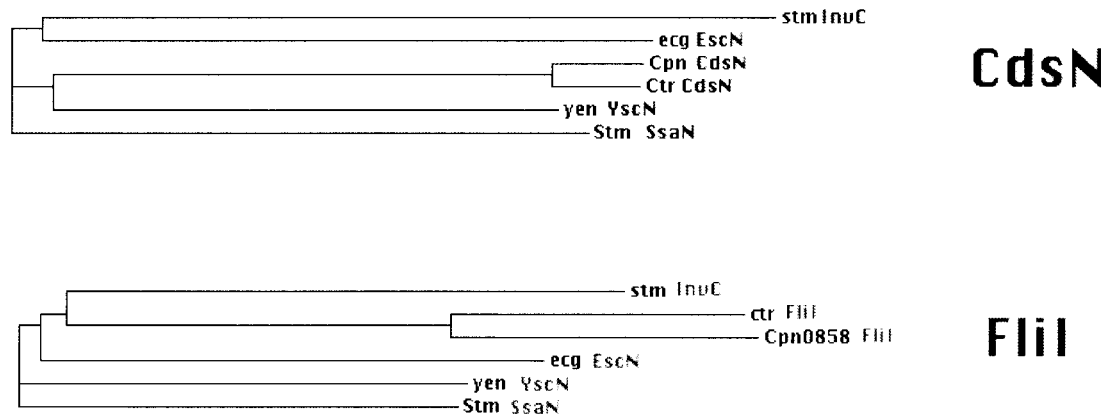 stm InvC
ecg EscN
Cpn CdsN
Ctr CdsN
yen YscN
Stm SsaN
CdsN
stm InvC
ctr FliI
Cpn0858 FliI
ecg EscN
yen YscN
Stm SsaN
FliI